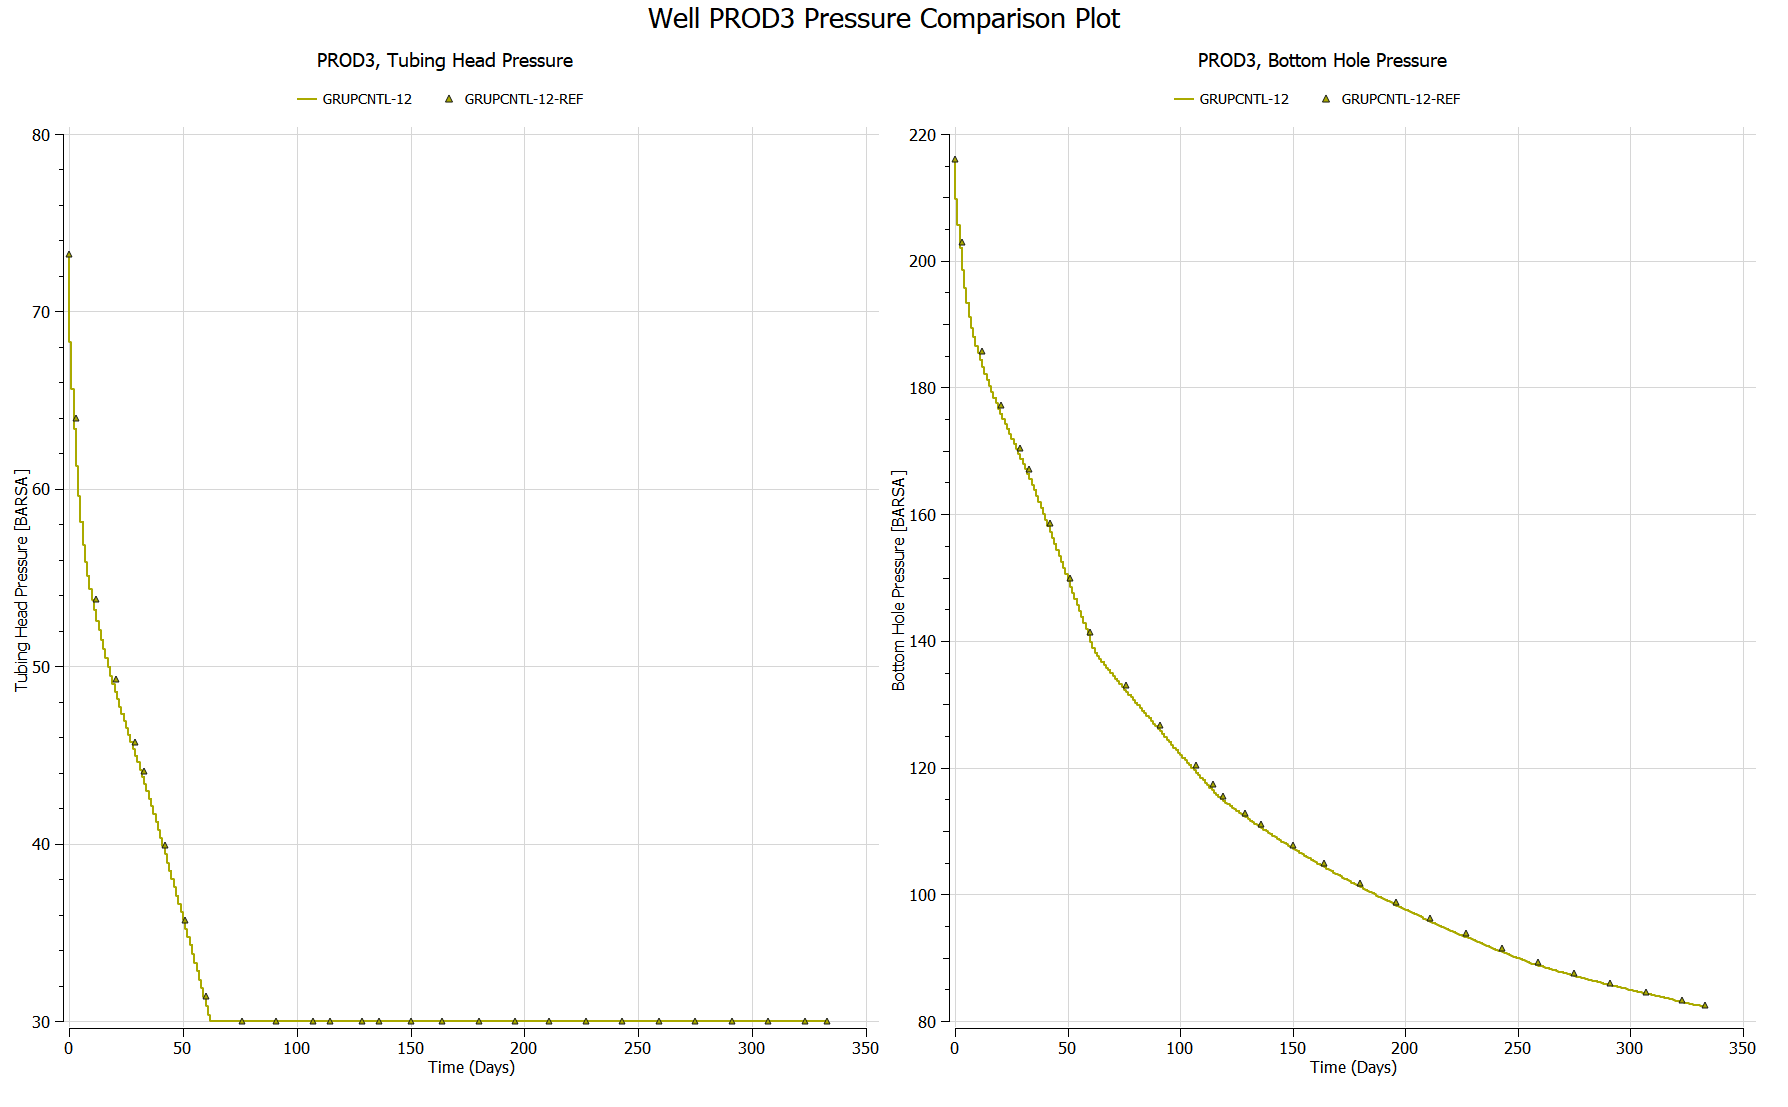 Well PROD3 Pressure Comparison Plot
PROD3, Tubing Head Pressure
GRUPCNTL-12
GRUPCNTL-12-REF
80
70
60
50
40
30
Tubing Head Pressure [BARSA]
0
50
100
150
200
250
300
350
Time (Days)
PROD3, Bottom Hole Pressure
GRUPCNTL-12
GRUPCNTL-12-REF
220
200
180
160
140
120
100
80
Bottom Hole Pressure [BARSA]
0
50
100
150
200
250
300
350
Time (Days)